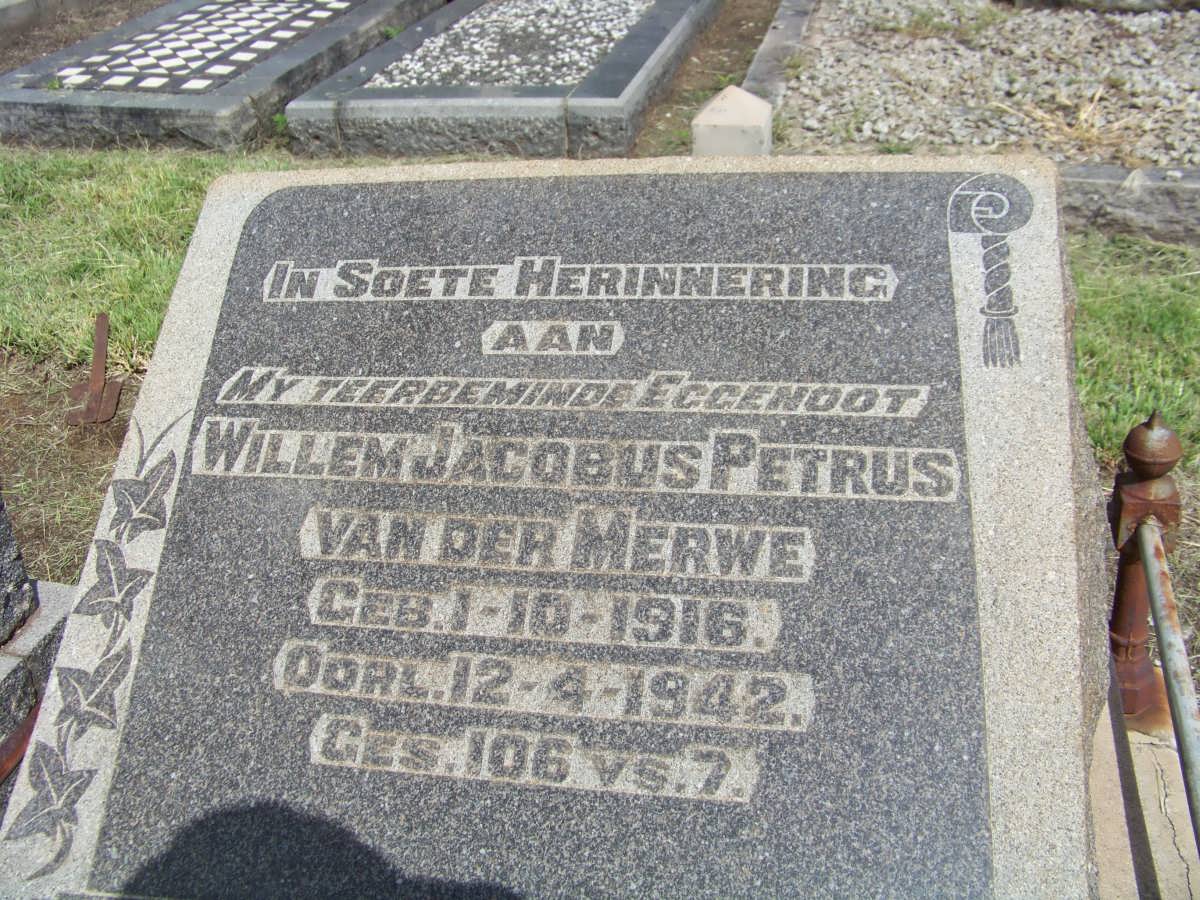 In Soete Herinnering
aan
My teerbeminde Eggenoot
Willem Jacobus Petrus
van der Merwe
Geb. 1-10-1916.
Oorl. 12-4-1942.
Ges. 106 vs. 7.